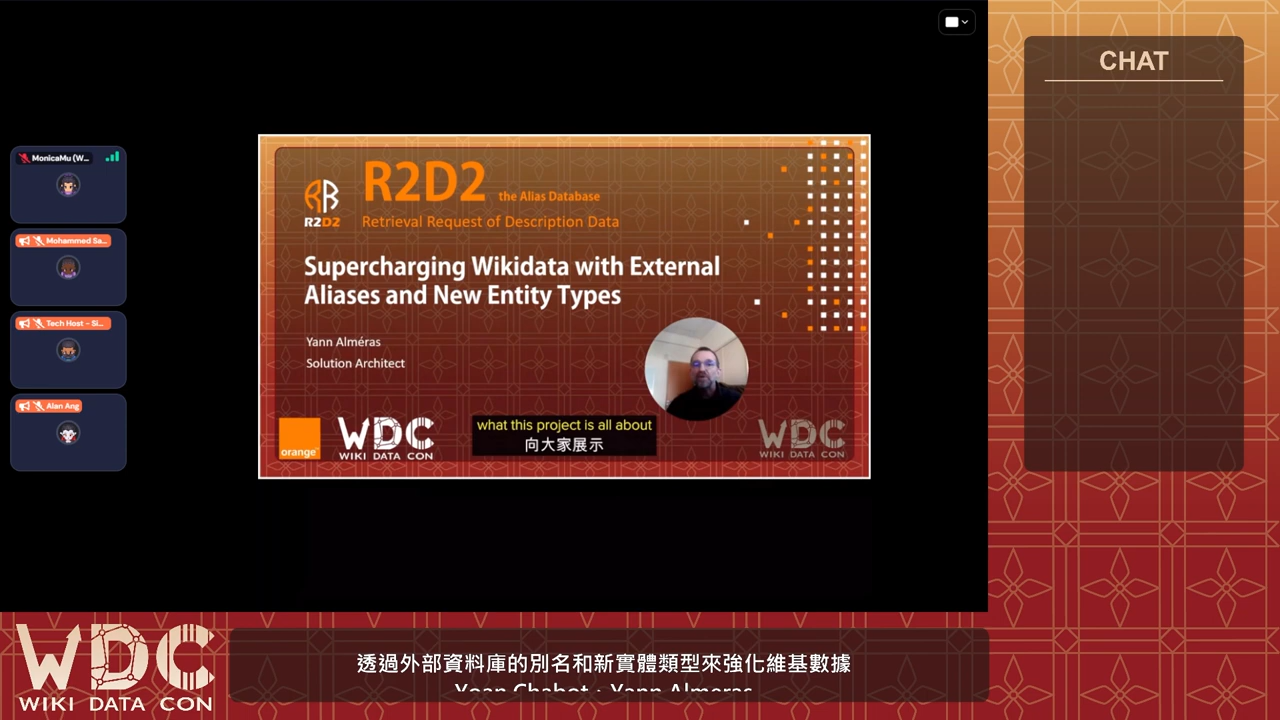 CHAT
MonicaMu (W...
Mohammed Sa...
Tech Host - Si...
Alan Ang
R2D2 the Alias Database
R2D2
Retrieval Request of Description Data
Supercharging Wikidata with External
Aliases and New Entity Types
Yann Alméras
Solution Architect
orange
WDC
WIKI DATA CON
what this project is all about
向大家展示
WDC
WIKI DATA CON
WDC
WIKI DATA CON
透過外部資料庫的別名和新實體類型來強化維基數據
Yoan Chabot、Yann Almeras